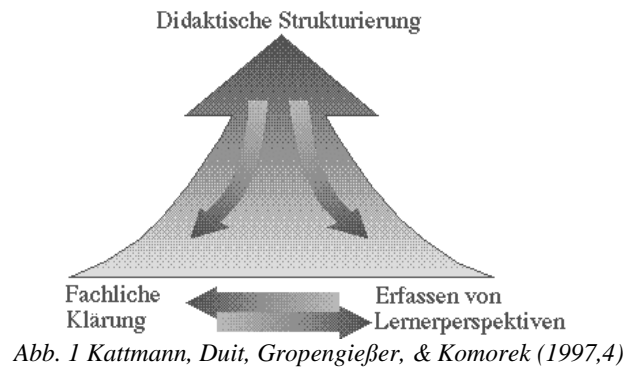 Didaktische Strukturierung
Fachliche
Klärung
Erfassen von
Lernerperspektiven
Abb. 1 Kattmann, Duit, Gropengießer, & Komorek (1997,4)